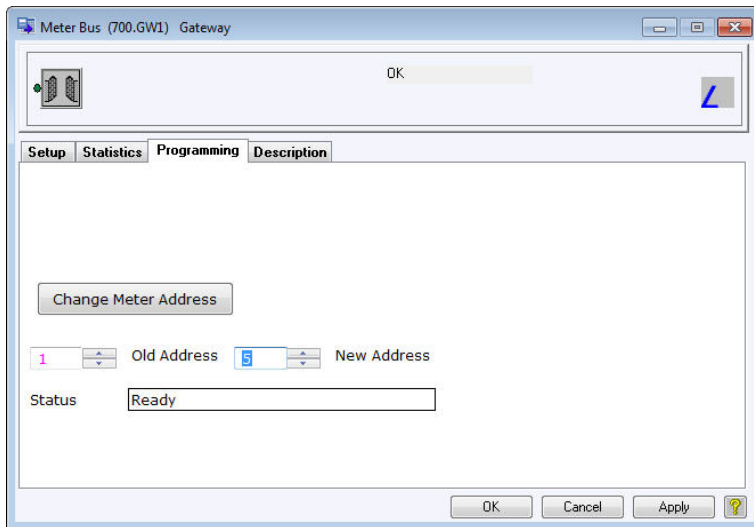 Meter Bus (700.GW1) Gateway
OK
Setup Statistics Programming Description
Change Meter Address
1 Old Address 5 New Address
Status Ready
OK Cancel Apply ?